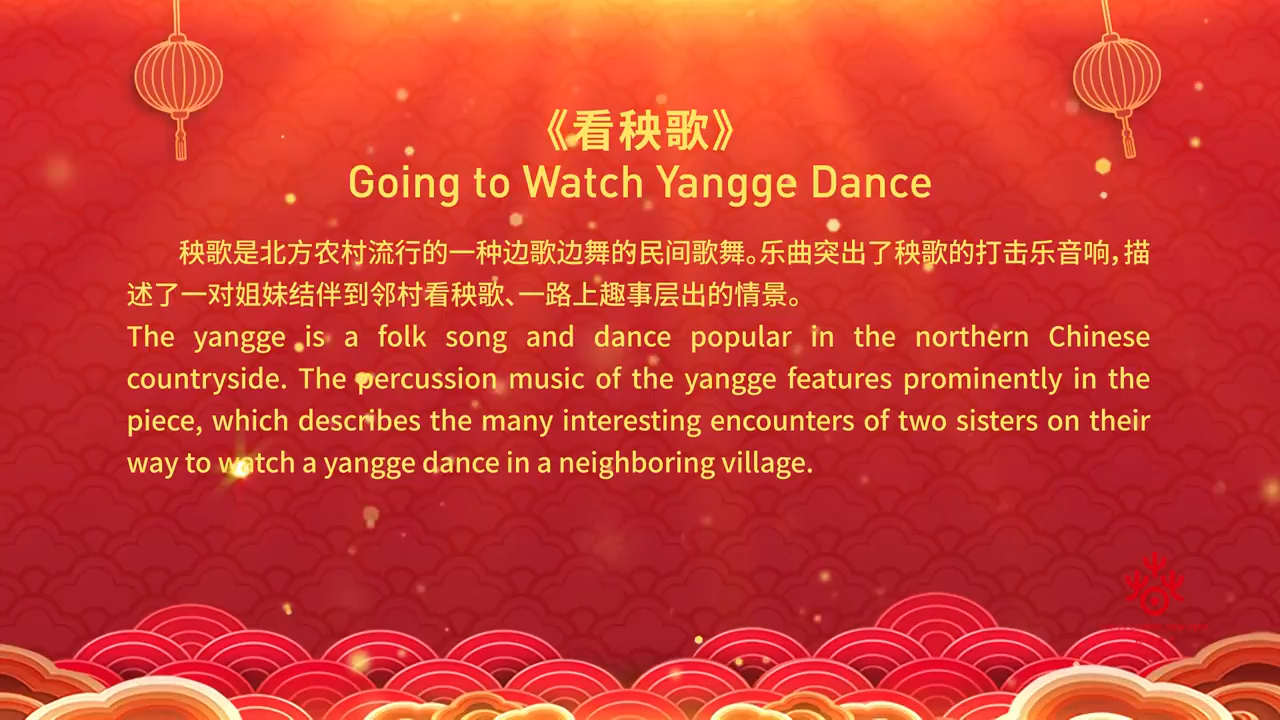 《看秧歌》
Going to Watch Yangge Dance
秧歌是北方农村流行的一种边歌边舞的民间歌舞。乐曲突出了秧歌的打击乐音响，描
述了一对姐妹结伴到邻村看秧歌、一路上趣事层出的情景。
The yangge is a folk song and dance popular in the northern Chinese
countryside. The percussion music of the yangge features prominently in the
piece, which describes the many interesting encounters of two sisters on their
way to watch a yangge dance in a neighboring village.